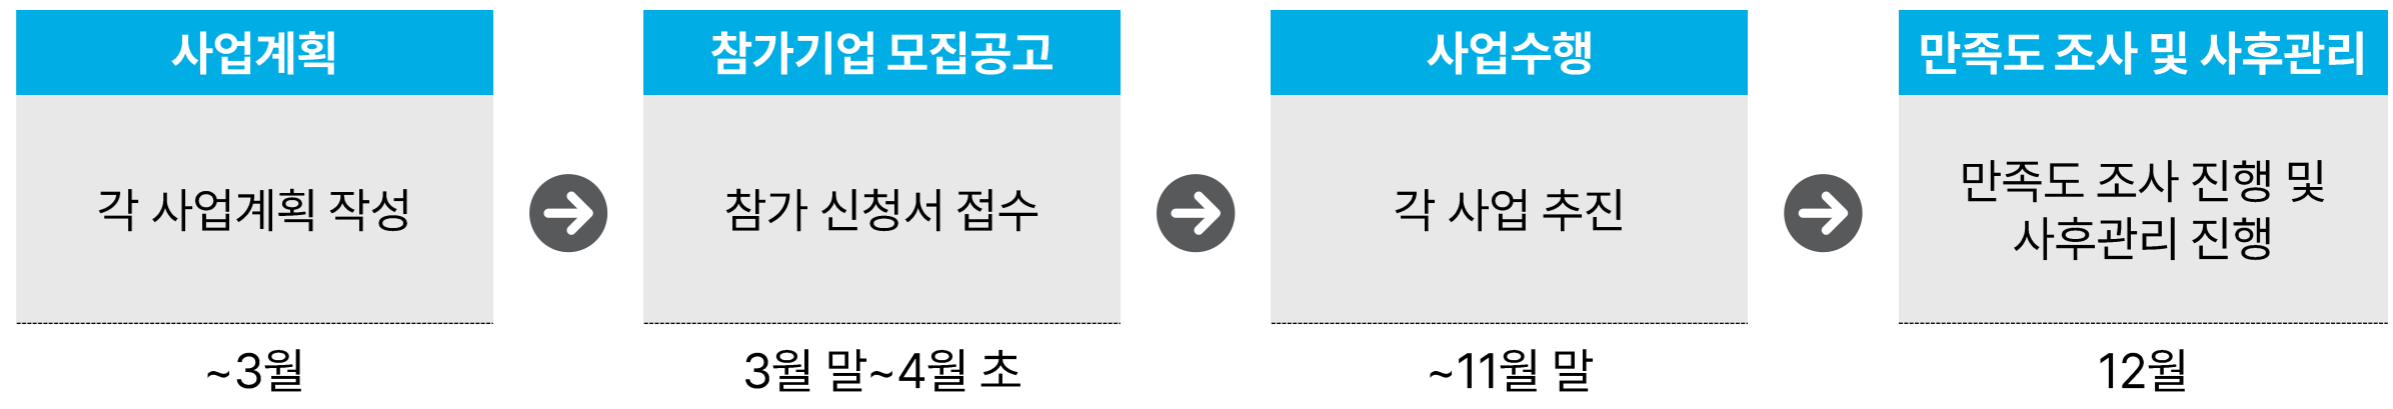 사업계획
각 사업계획 작성
~3월
참가기업 모집공고
참가 신청서 접수
3월 말~4월 초
사업수행
각 사업 추진
~11월 말
만족도 조사 및 사후관리
만족도 조사 진행 및
사후관리 진행
12월